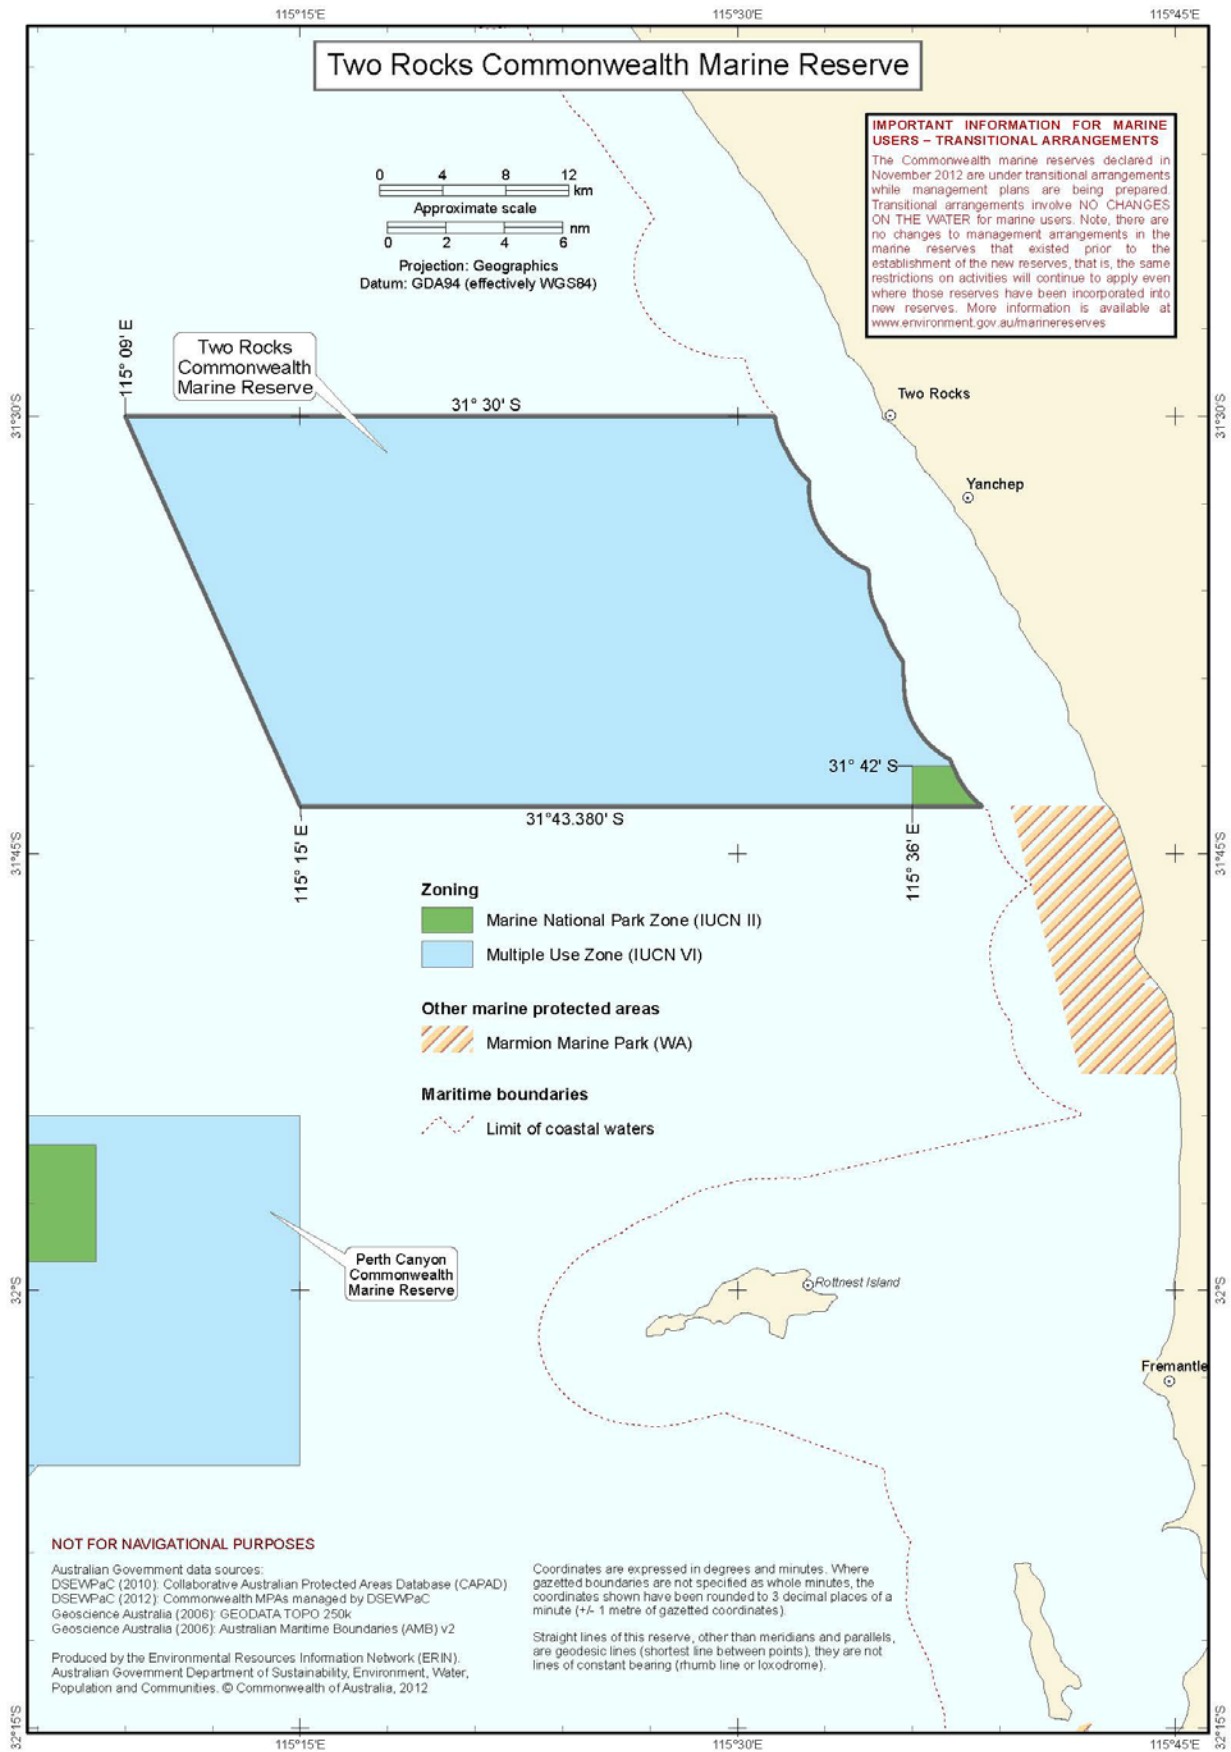 115°15'E
115°30'E
115°45'E
Two Rocks Commonwealth Marine Reserve
IMPORTANT INFORMATION FOR MARINE
USERS – TRANSITIONAL ARRANGEMENTS
The Commonwealth marine reserves declared in
November 2012 are under transitional arrangements
while management plans are being prepared.
Transitional arrangements involve NO CHANGES
ON THE WATER for marine users. Note, there are
no changes to management arrangements in the
marine reserves that existed prior to the
establishment of the new reserves, that is, the same
restrictions on activities will continue to apply even
where those reserves have been incorporated into
new reserves. More information is available at
www.environment.gov.au/marinereserves
0 4 8 12
km
Approximate scale
nm
0 2 4 6
Projection: Geographics
Datum: GDA94 (effectively WGS84)
115° 09' E
Two Rocks
Commonwealth
Marine Reserve
31° 30' S
31°30'S
31°30'S
Two Rocks
Yanchep
31° 42' S
31°43.380' S
115° 15' E
115° 36' E
31°45'S
31°45'S
Zoning
Marine National Park Zone (IUCN II)
Multiple Use Zone (IUCN VI)
Other marine protected areas
Marmion Marine Park (WA)
Maritime boundaries
Limit of coastal waters
Perth Canyon
Commonwealth
Marine Reserve
32°S
32°S
Rottnest Island
Fremantle
NOT FOR NAVIGATIONAL PURPOSES
Australian Government data sources:
DSEWPaC (2010): Collaborative Australian Protected Areas Database (CAPAD)
DSEWPaC (2012): Commonwealth MPAs managed by DSEWPaC
Geoscience Australia (2006): GEODATA TOPO 250k
Geoscience Australia (2006): Australian Maritime Boundaries (AMB) v2
Produced by the Environmental Resources Information Network (ERIN).
Australian Government Department of Sustainability, Environment, Water,
Population and Communities. © Commonwealth of Australia, 2012
Coordinates are expressed in degrees and minutes. Where
gazetted boundaries are not specified as whole minutes, the
coordinates shown have been rounded to 3 decimal places of a
minute (+/- 1 metre of gazetted coordinates).
Straight lines of this reserve, other than meridians and parallels,
are geodesic lines (shortest line between points), they are not
lines of constant bearing (rhumb line or loxodrome).
32°15'S
32°15'S
115°15'E
115°30'E
115°45'E